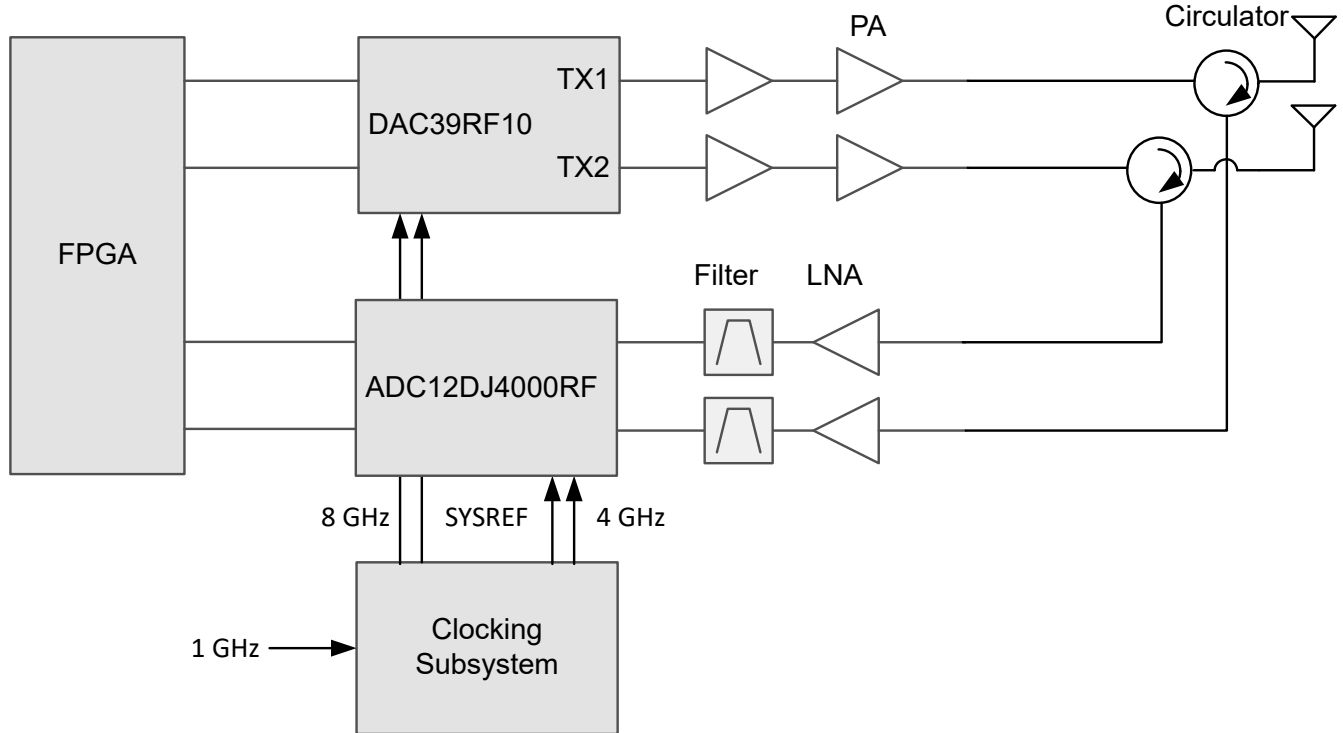 Circulator
PA
TX1
DAC39RF10
TX2
FPGA
Filter
LNA
ADC12DJ4000RF
8 GHz
SYSREF
4 GHz
Clocking
Subsystem
1 GHz